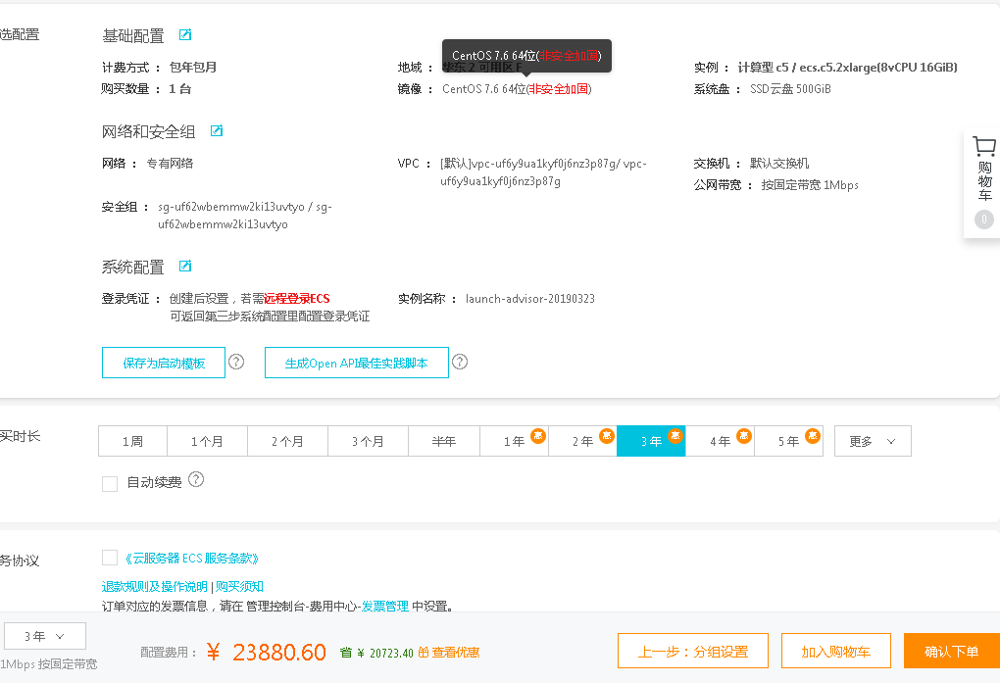 选配置
基础配置
CentOS 7.6 64位(非安全加固)
计费方式 : 包年包月
地域 : 华东 2 可用区 F
实例 : 计算型 c5 / ecs.c5.2xlarge(8vCPU 16GiB)
购买数量 : 1 台
镜像 : CentOS 7.6 64位(非安全加固)
系统盘 : SSD云盘 500GiB
网络和安全组
网络 : 专有网络
VPC : [默认]vpc-uf6y9ua1kyf0j6nz3p87g/ vpc-
uf6y9ua1kyf0j6nz3p87g
交换机 : 默认交换机
公网带宽 : 按固定带宽 1Mbps
安全组 : sg-uf62wbemmw2ki13uvtyo / sg-
uf62wbemmw2ki13uvtyo
系统配置
登录凭证 : 创建后设置，若需远程登录ECS
可返回第三步系统配置里配置登录凭证
实例名称 : launch-advisor-20190323
保存为启动模板 ?
生成Open API最佳实践脚本 ?
购物车
0
买时长
1 周
1 个月
2 个月
3 个月
半年
1 年 惠
2 年 惠
3 年 惠
4 年 惠
5 年 惠
更多
自动续费 ?
务协议
《云服务器 ECS 服务条款》
退款规则及操作说明 | 购买须知
订单对应的发票信息，请在 管理控制台-费用中心-发票管理 中设置。
3 年
1Mbps 按固定带宽
配置费用 : ¥ 23880.60 省 ¥ 20723.40 查看优惠
上一步 : 分组设置
加入购物车
确认下单